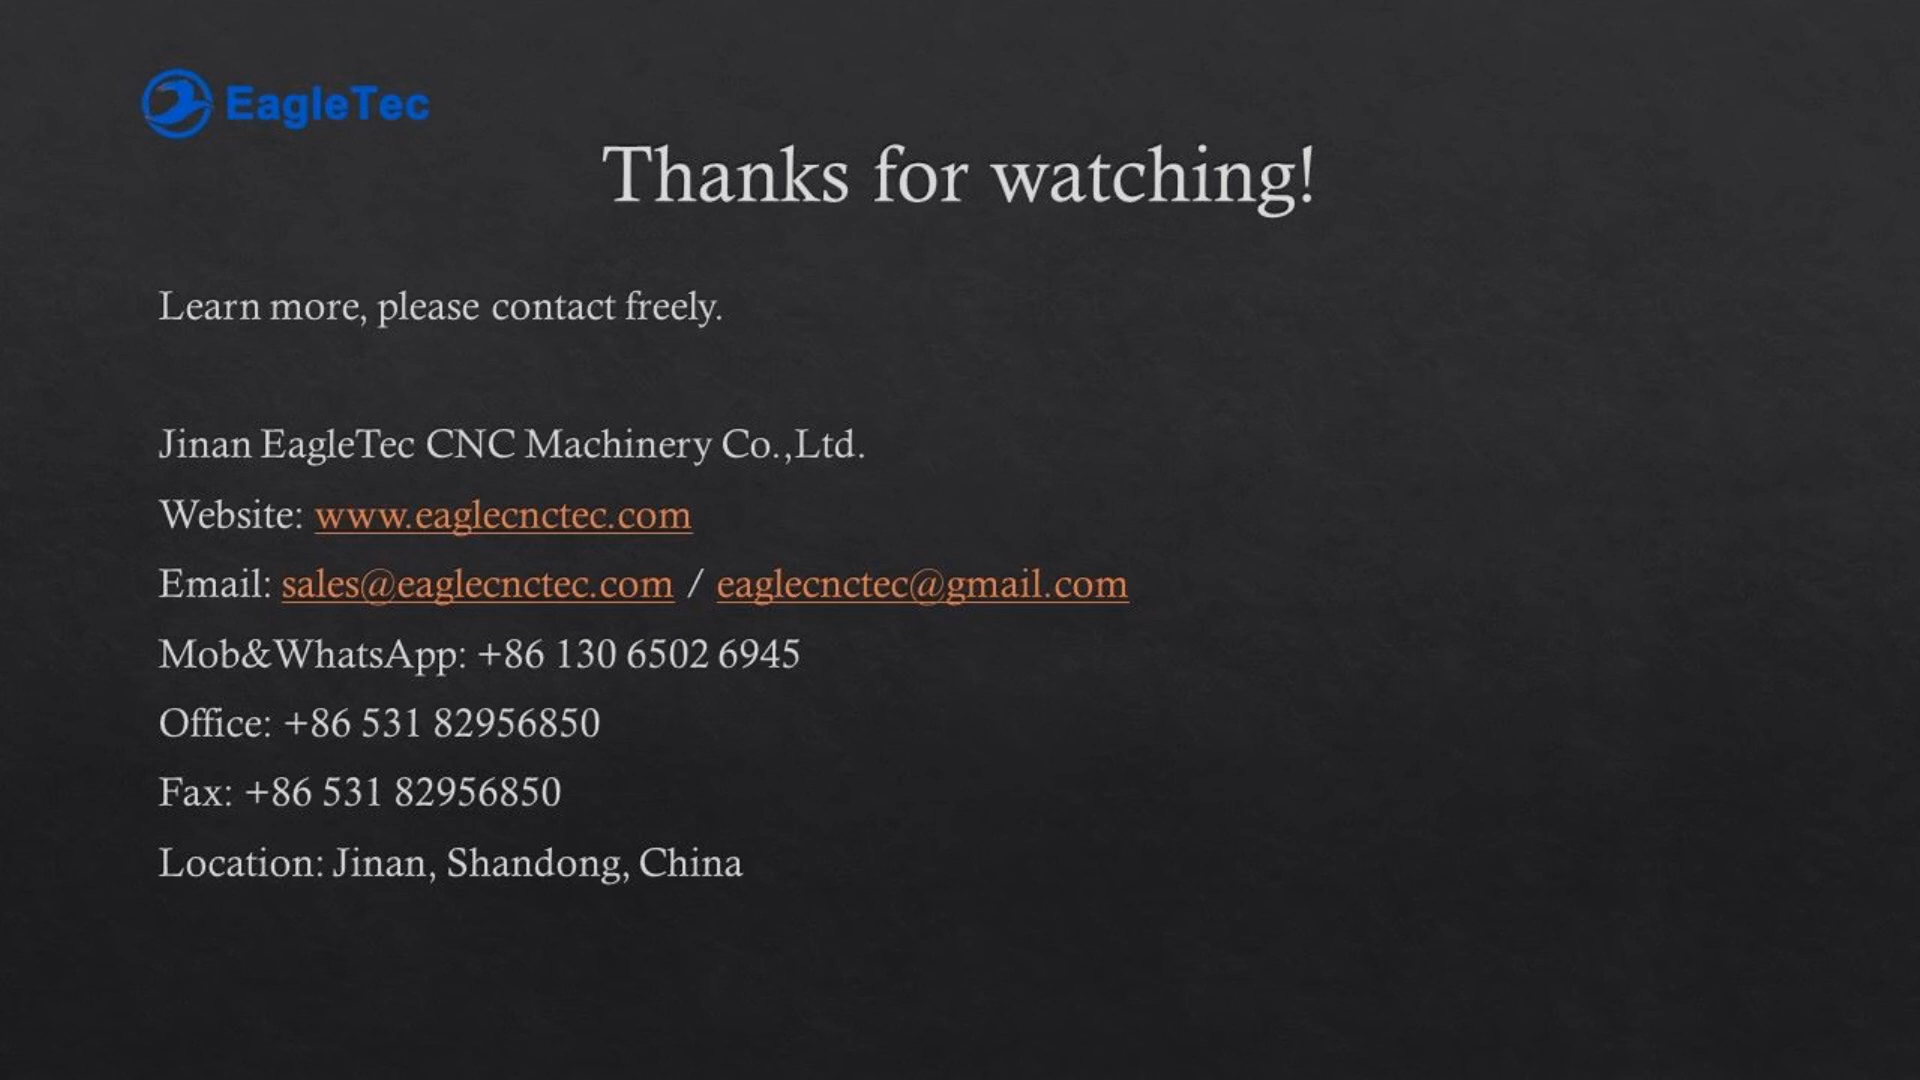 EagleTec
Thanks for watching!
Learn more, please contact freely.
Jinan EagleTec CNC Machinery Co.,Ltd.
Website: www.eaglecnctec.com
Email: sales@eaglecnctec.com / eaglecnctec@gmail.com
Mob&WhatsApp: +86 130 6502 6945
Office: +86 531 82956850
Fax: +86 531 82956850
Location: Jinan, Shandong, China